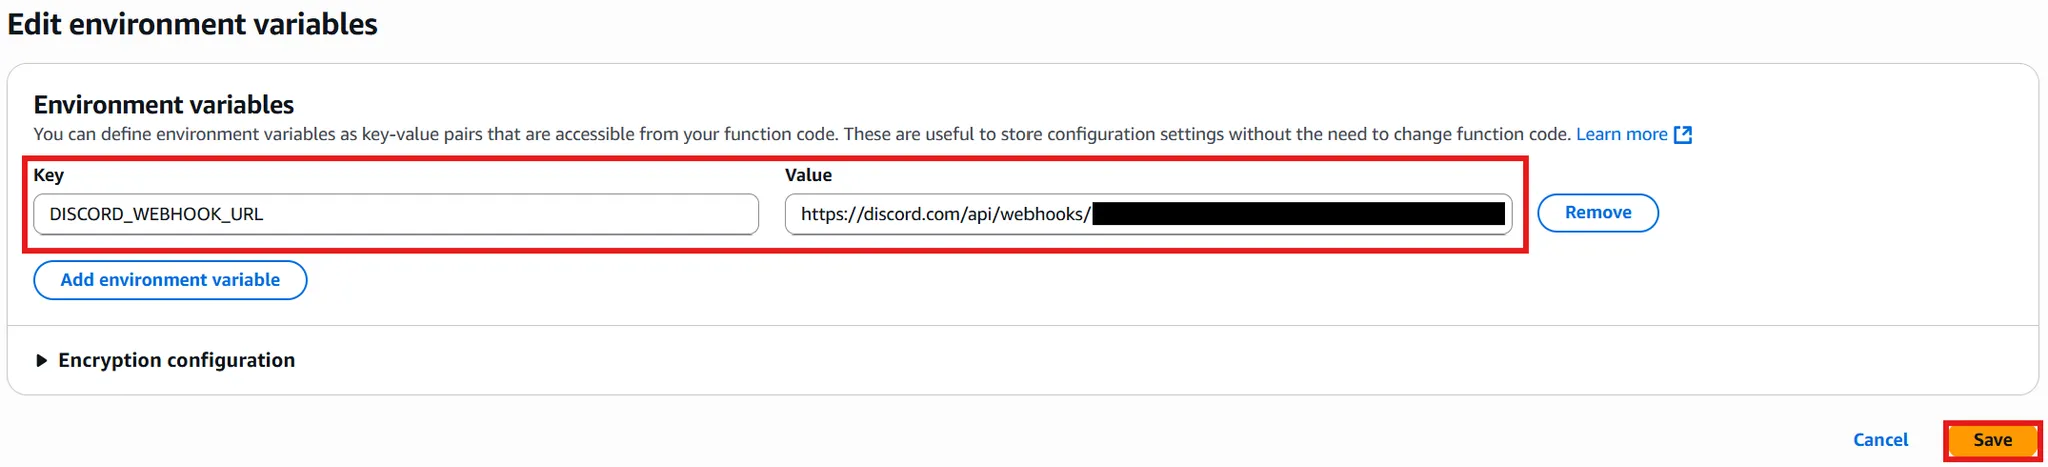 Edit environment variables
Environment variables
You can define environment variables as key-value pairs that are accessible from your function code. These are useful to store configuration settings without the need to change function code. Learn more
Key Value
DISCORD_WEBHOOK_URL https://discord.com/api/webhooks/ Remove
Add environment variable
Encryption configuration
Cancel Save